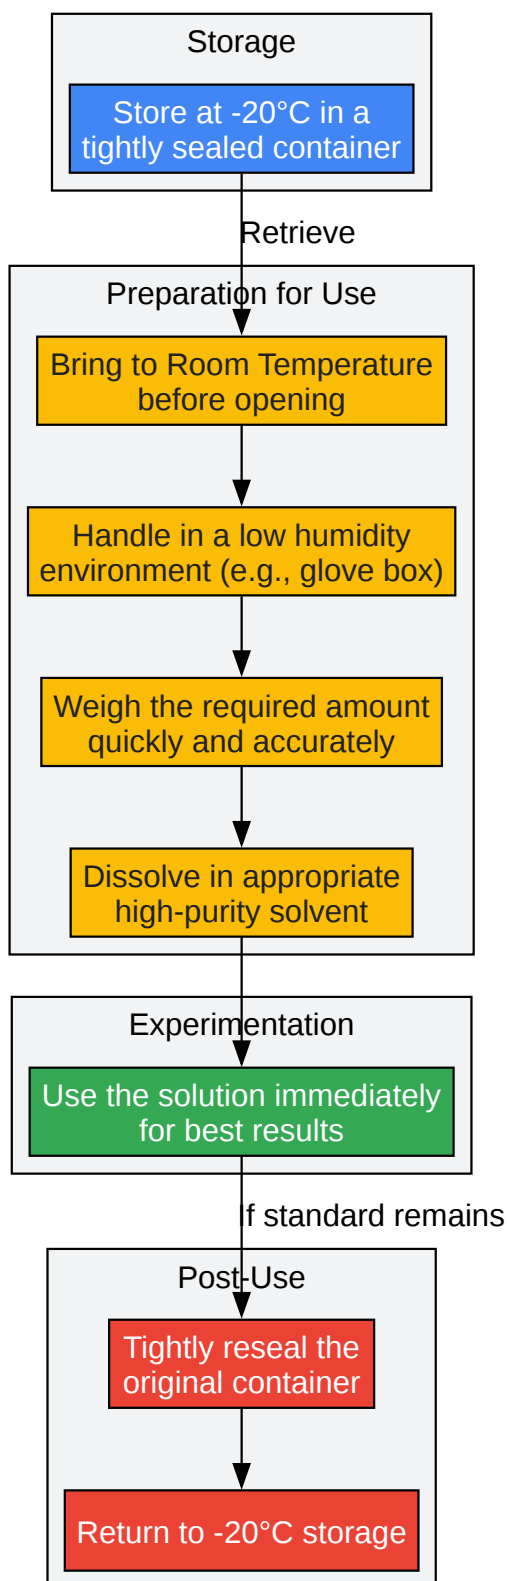 Storage
Store at -20°C in a
tightly sealed container
Retrieve
Preparation for Use
Bring to Room Temperature
before opening
Handle in a low humidity
environment (e.g., glove box)
Weigh the required amount
quickly and accurately
Dissolve in appropriate
high-purity solvent
Experimentation
Use the solution immediately
for best results
If standard remains
Post-Use
Tightly reseal the
original container
Return to -20°C storage